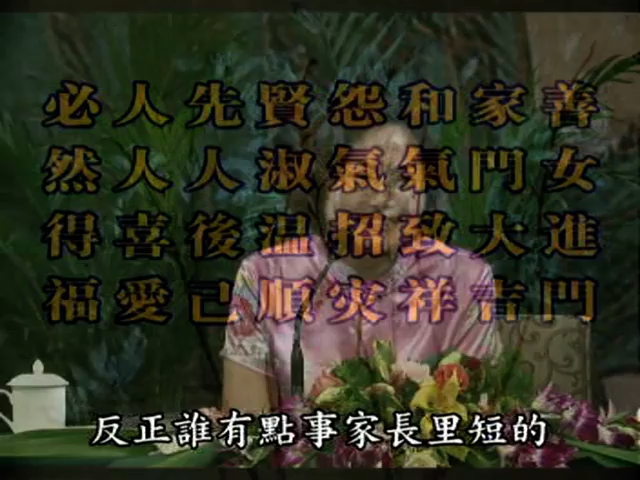 善女進門
家門大吉
和氣致祥
怨氣招灾
賢淑温順
先人後己
人人喜愛
必然得福
反正誰有點事家長里短的